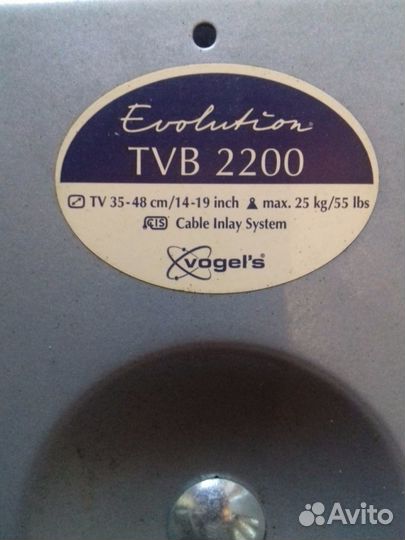 Evolution
TVB 2200
TV 35-48 cm/14-19 inch max. 25 kg/55 lbs
CIS Cable Inlay System
vogel's®
Avito